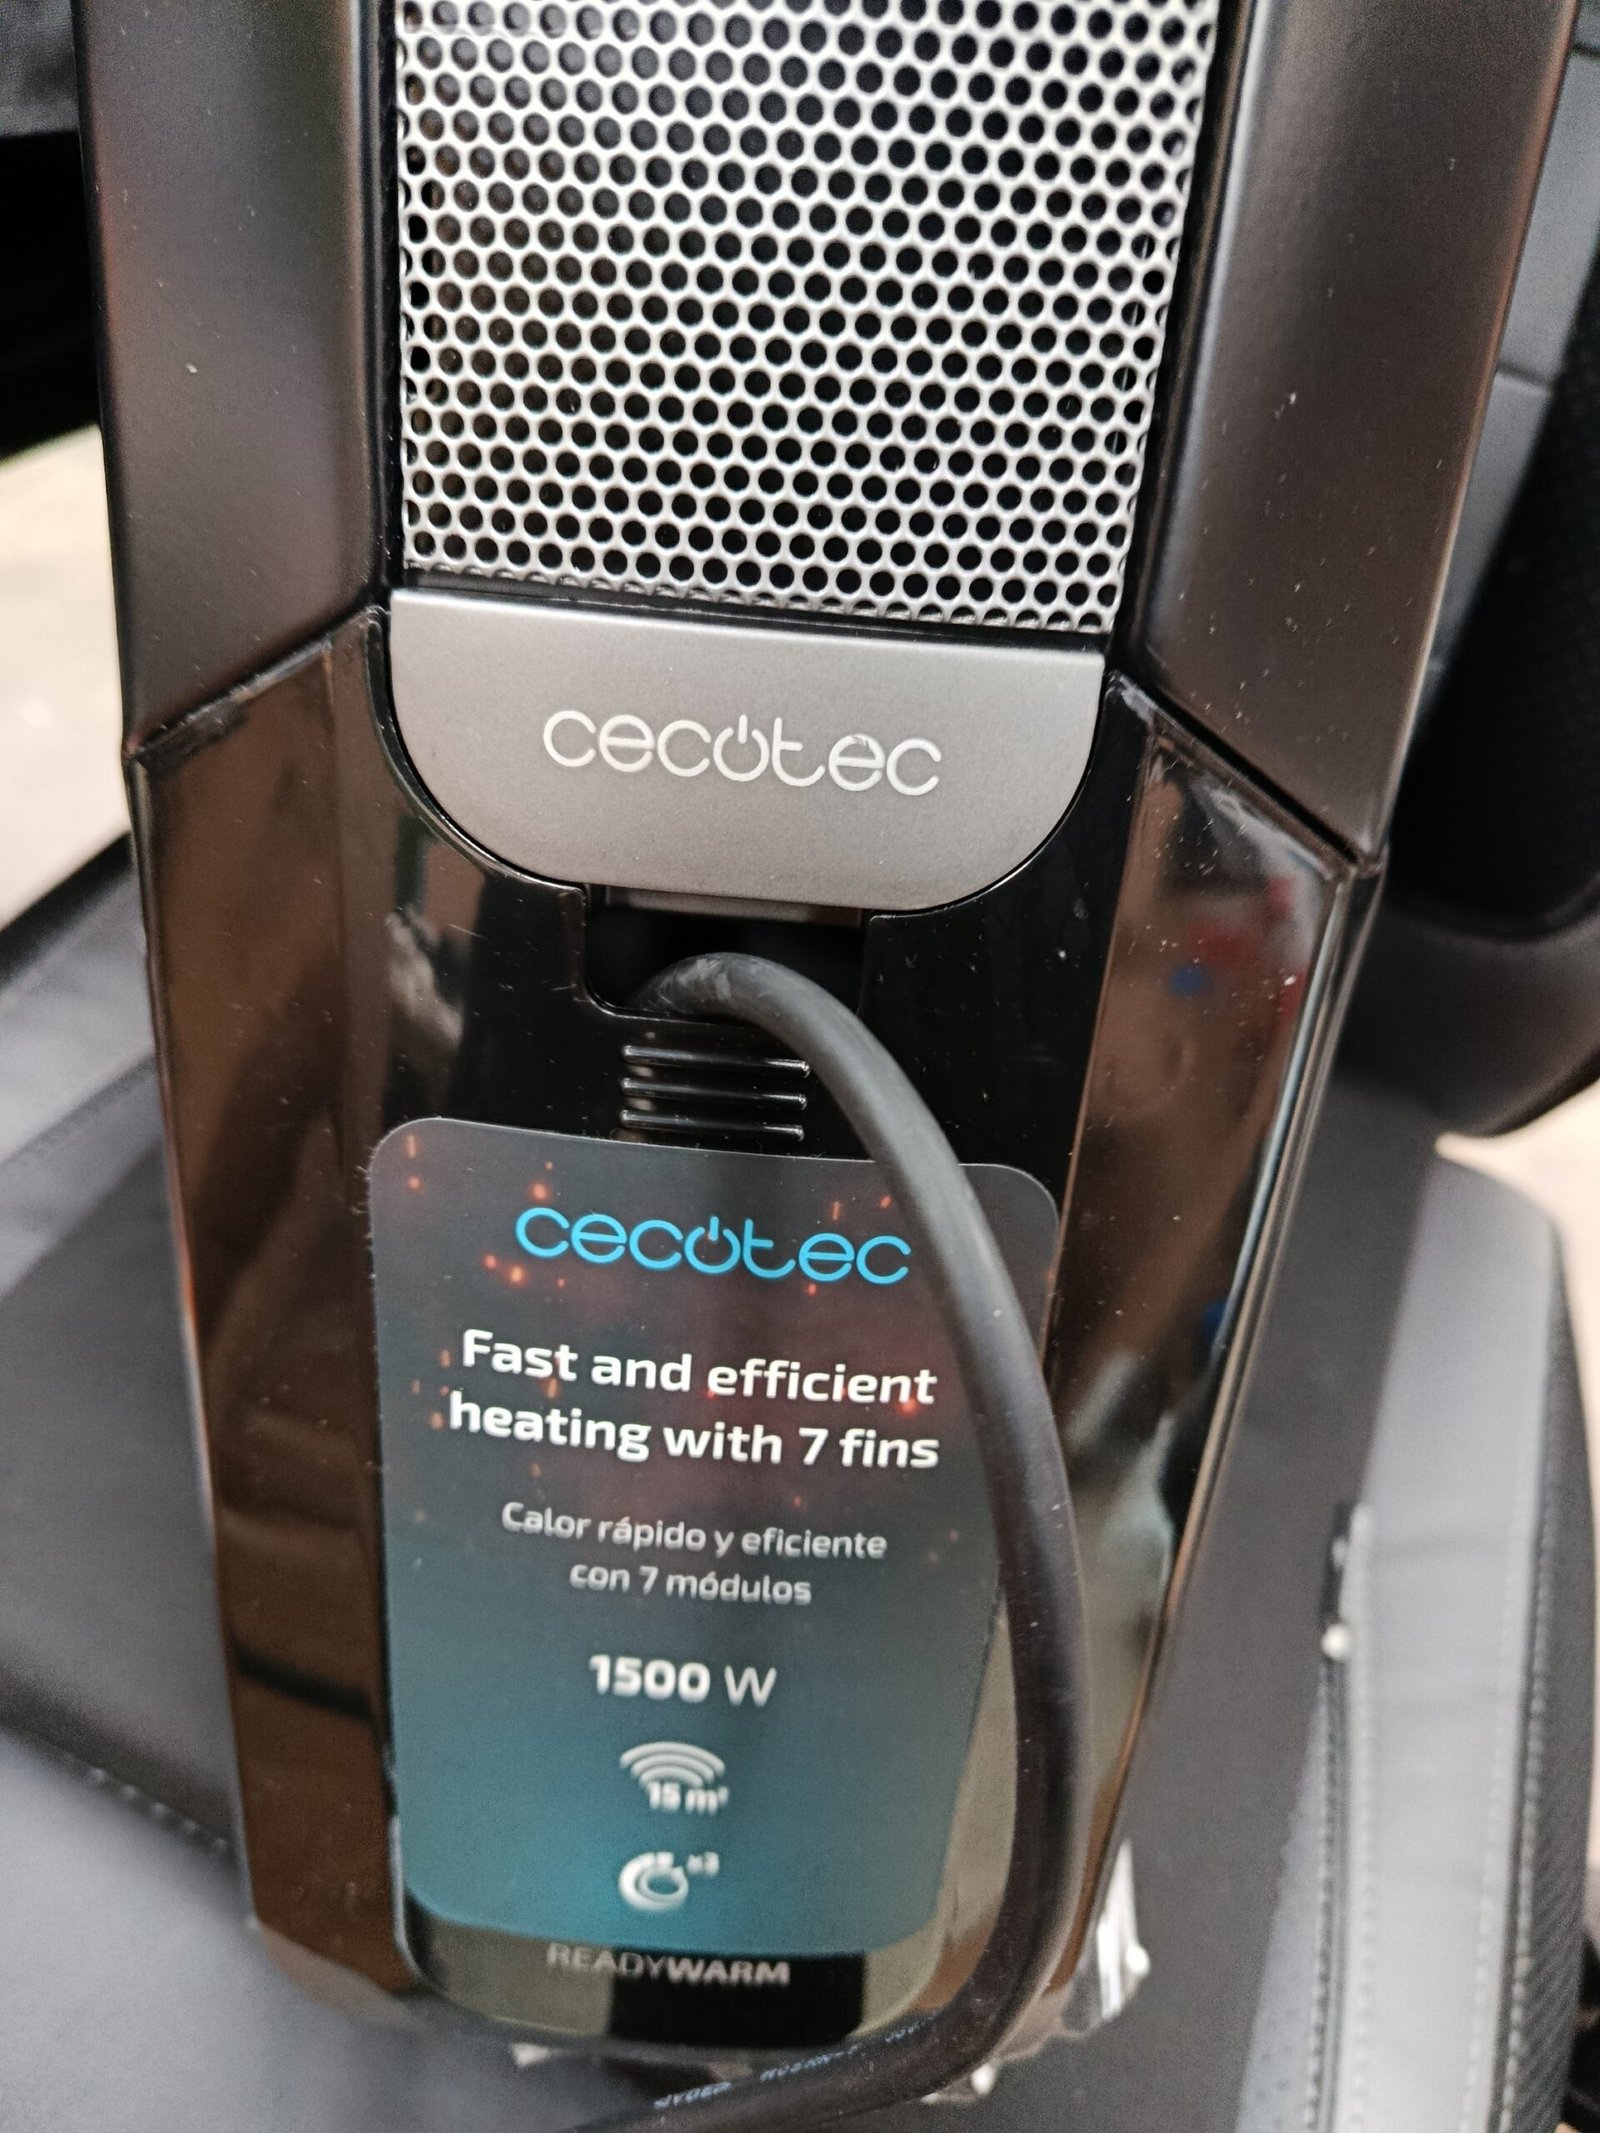 cecotec
cecotec
Fast and efficient
heating with 7 fins
Calor rápido y eficiente
con 7 módulos
1500 W
15 m²
x3
READYWARM